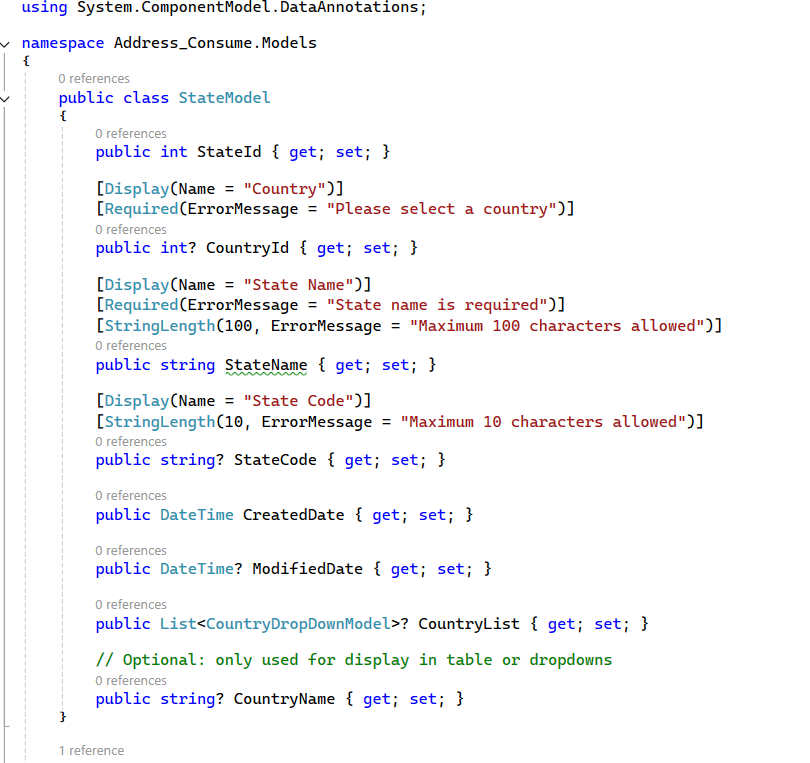 using System.ComponentModel.DataAnnotations;
namespace Address_Consume.Models
{
0 references
public class StateModel
{
0 references
public int StateId { get; set; }
[Display(Name = "Country")]
[Required(ErrorMessage = "Please select a country")]
0 references
public int? CountryId { get; set; }
[Display(Name = "State Name")]
[Required(ErrorMessage = "State name is required")]
[StringLength(100, ErrorMessage = "Maximum 100 characters allowed")]
0 references
public string StateName { get; set; }
[Display(Name = "State Code")]
[StringLength(10, ErrorMessage = "Maximum 10 characters allowed")]
0 references
public string? StateCode { get; set; }
0 references
public DateTime CreatedDate { get; set; }
0 references
public DateTime? ModifiedDate { get; set; }
0 references
public List<CountryDropDownModel>? CountryList { get; set; }
// Optional: only used for display in table or dropdowns
0 references
public string? CountryName { get; set; }
}
1 reference